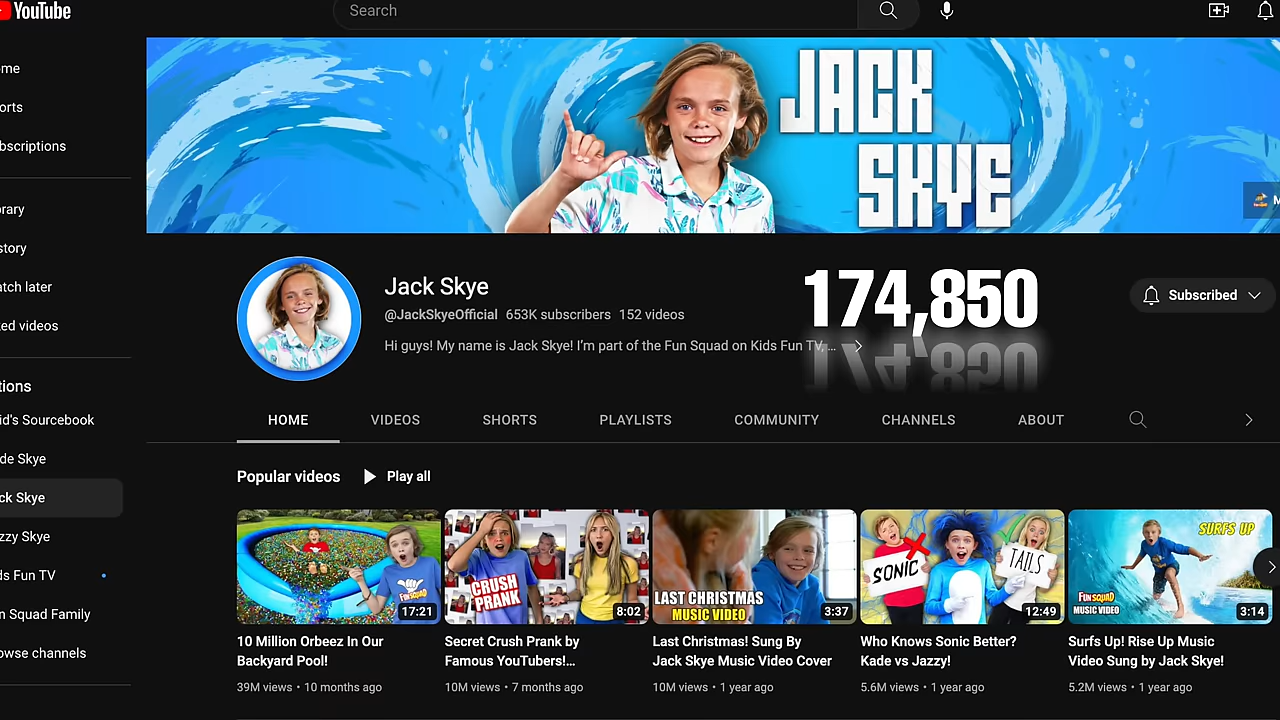 YouTube
Search
ome
orts
bscriptions
brary
story
atch later
ked videos
tions
id's Sourcebook
de Skye
ck Skye
zzy Skye
ds Fun TV
n Squad Family
owse channels
JACK
SKYE
M
Jack Skye
@JackSkyeOfficial 653K subscribers 152 videos
Hi guys! My name is Jack Skye! I'm part of the Fun Squad on Kids Fun TV, ...
174,850
Subscribed
HOME VIDEOS SHORTS PLAYLISTS COMMUNITY CHANNELS ABOUT
Popular videos Play all
FUN SQUAD
17:21
10 Million Orbeez In Our
Backyard Pool!
39M views • 10 months ago
CRUSH
PRANK
8:02
Secret Crush Prank by
Famous YouTubers!...
10M views • 7 months ago
LAST CHRISTMAS
MUSIC VIDEO
3:37
Last Christmas! Sung By
Jack Skye Music Video Cover
10M views • 1 year ago
SONIC
TAILS
12:49
Who Knows Sonic Better?
Kade vs Jazzy!
5.6M views • 1 year ago
SURFS UP
FUN SQUAD
MUSIC VIDEO
3:14
Surfs Up! Rise Up Music
Video Sung by Jack Skye!
5.2M views • 1 year ago